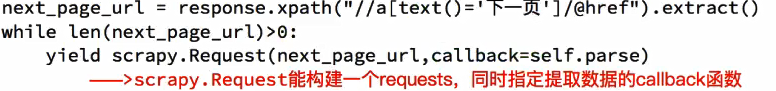 next_page_url = response.xpath("//a[text()='下一页']/@href").extract()
while len(next_page_url)>0:
    yield scrapy.Request(next_page_url,callback=self.parse)
--->scrapy.Request能构建一个requests，同时指定提取数据的callback函数